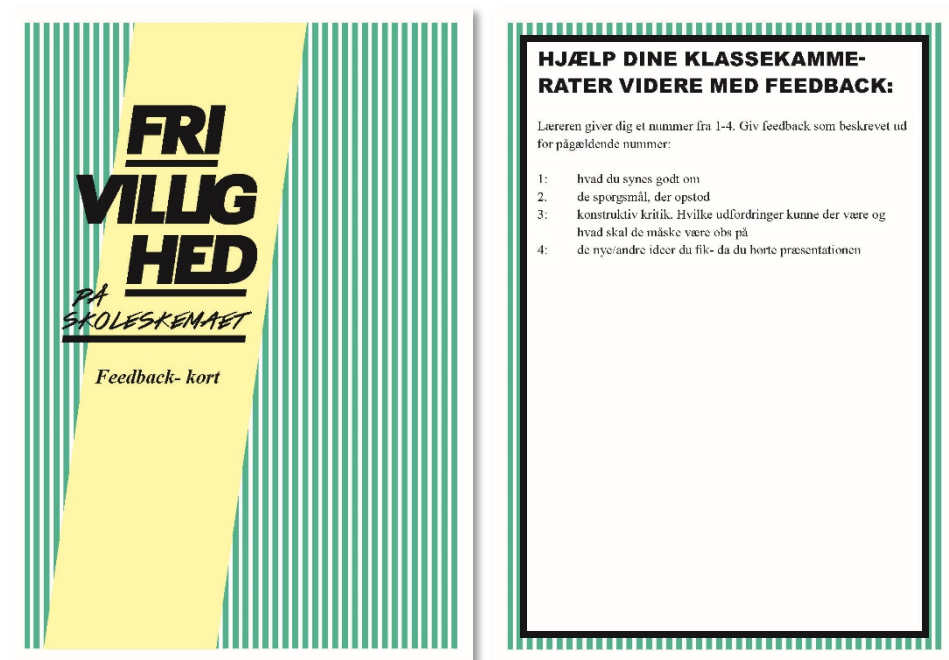 FRI
VILLIG
HED
PÅ
SKOLESKEMAET
Feedback- kort
HJÆLP DINE KLASSEKAMME-
RATER VIDERE MED FEEDBACK:
Læreren giver dig et nummer fra 1-4. Giv feedback som beskrevet ud
for pågældende nummer:
1: hvad du synes godt om
2. de spørgsmål, der opstod
3: konstruktiv kritik. Hvilke udfordringer kunne der være og
hvad skal de måske være obs på
4: de nye/andre ideer du fik- da du hørte præsentationen